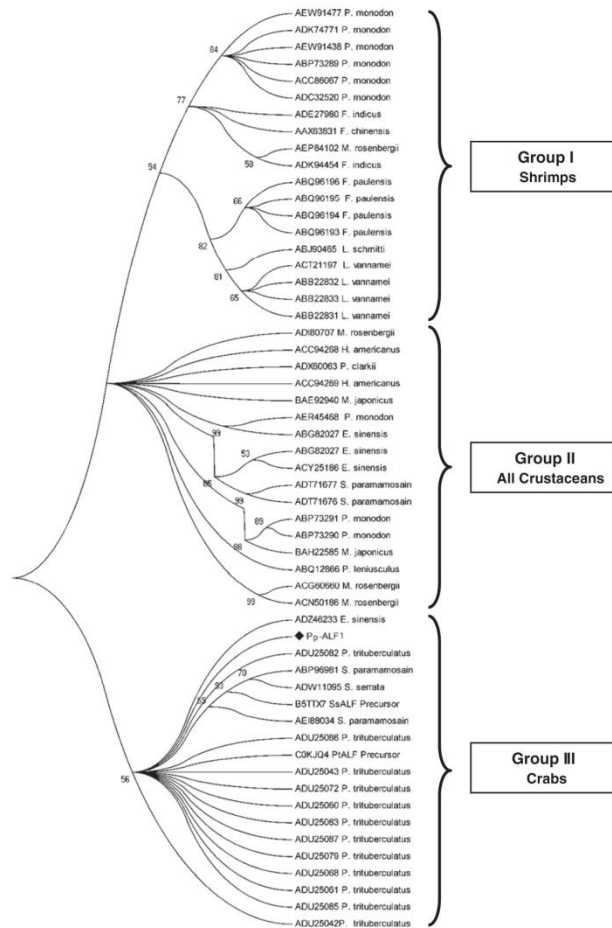 AEW91477 P. monodon
ADK74771 P. monodon
AEW91438 P. monodon
84
ABP73289 P. monodon
ACC86067 P. monodon
ADC32520 P. monodon
77
ADE27980 F. indicus
AAX63831 F. chinensis
AEP84102 M. rosenbergii
58
ADK94454 F. indicus
Group I
Shrimps
94
ABQ96196 F. paulensis
66
ABQ90195 F. paulensis
ABQ96194 F. paulensis
ABQ96193 F. paulensis
82
ABJ90465 L. schmitti
81
ACT21197 L. vannamei
ABB22832 L. vannamei
65
ABB22833 L. vannamei
ABB22831 L. vannamei
ADI80707 M. rosenbergii
ACC94268 H. americanus
ADX60063 P. clarkii
ACC94269 H. americanus
BAE92940 M. japonicus
AER45468 P. monodon
99
ABG82027 E. sinensis
53
ABG82027 E. sinensis
ACY25186 E. sinensis
Group II
All Crustaceans
85
ADT71677 S. paramamosain
99
ADT71676 S. paramamosain
89
ABP73291 P. monodon
ABP73290 P. monodon
88
BAH22585 M. japonicus
ABQ12866 P. leniusculus
ACG60660 M. rosenbergii
99
ACN50186 M. rosenbergii
ADZ46233 E. sinensis
Pp-ALF1
ADU25082 P. trituberculatus
70
ABP96981 S. paramamosain
93
ADW11095 S. serrata
B5TTX7 SsALF Precursor
55
AEI88034 S. paramamosain
ADU25086 P. trituberculatus
C0KJQ4 PtALF Precursor
Group III
Crabs
56
ADU25043 P. trituberculatus
ADU25072 P. trituberculatus
ADU25060 P. trituberculatus
ADU25083 P. trituberculatus
ADU25087 P. trituberculatus
ADU25079 P. trituberculatus
ADU25068 P. trituberculatus
ADU25061 P. trituberculatus
ADU25085 P. trituberculatus
ADU25042P. trituberculatus